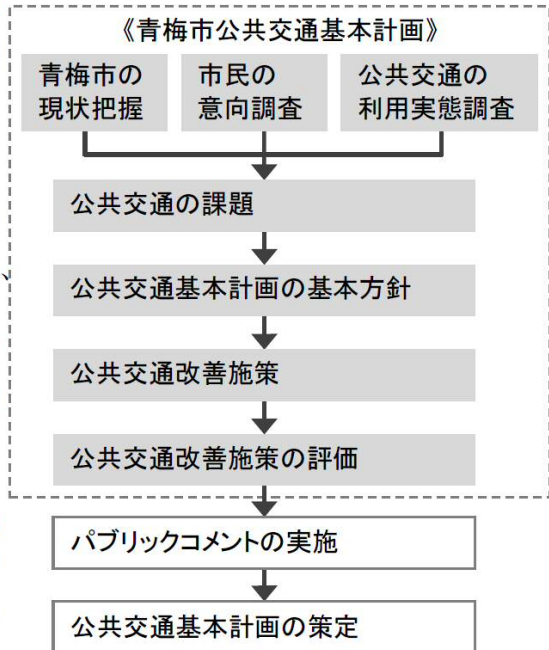 《青梅市公共交通基本計画》
青梅市の
現状把握
市民の
意向調査
公共交通の
利用実態調査
公共交通の課題
公共交通基本計画の基本方針
公共交通改善施策
公共交通改善施策の評価
パブリックコメントの実施
公共交通基本計画の策定